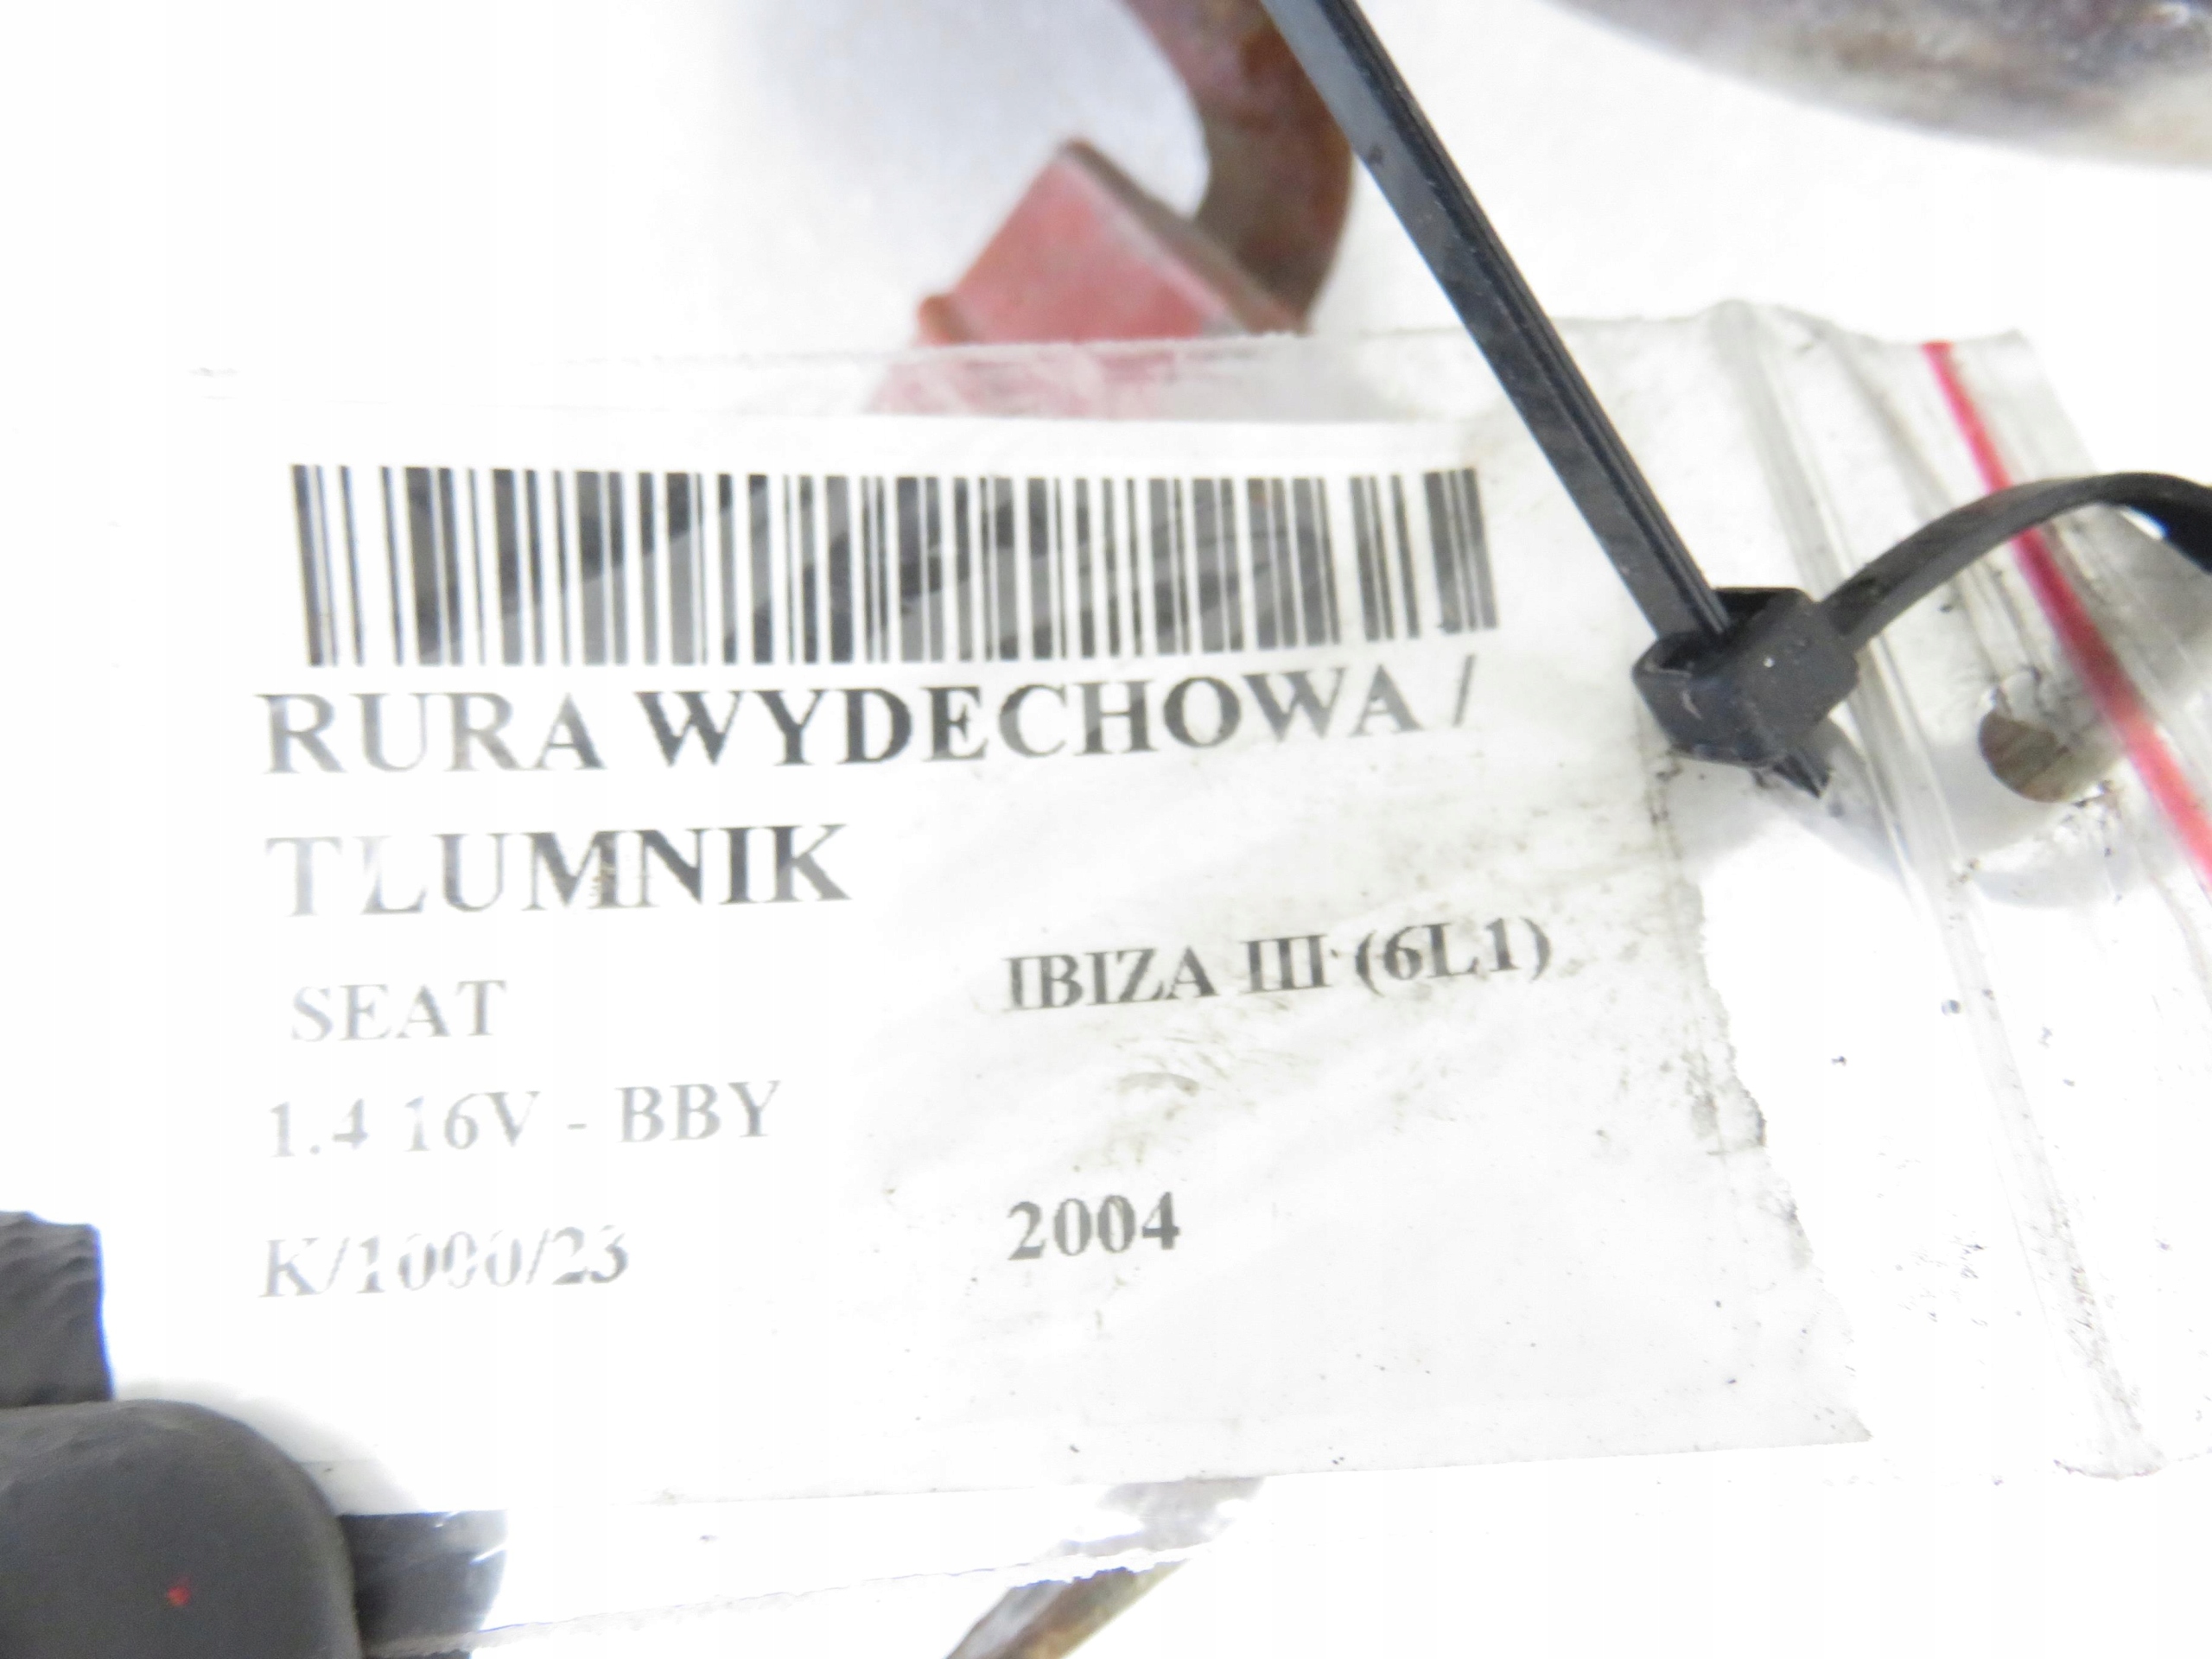 RURA WYDECHOWA /
TLUMNIK
SEAT IBIZA III (6L1)
1.4 16V - BBY
K/1000/23 2004